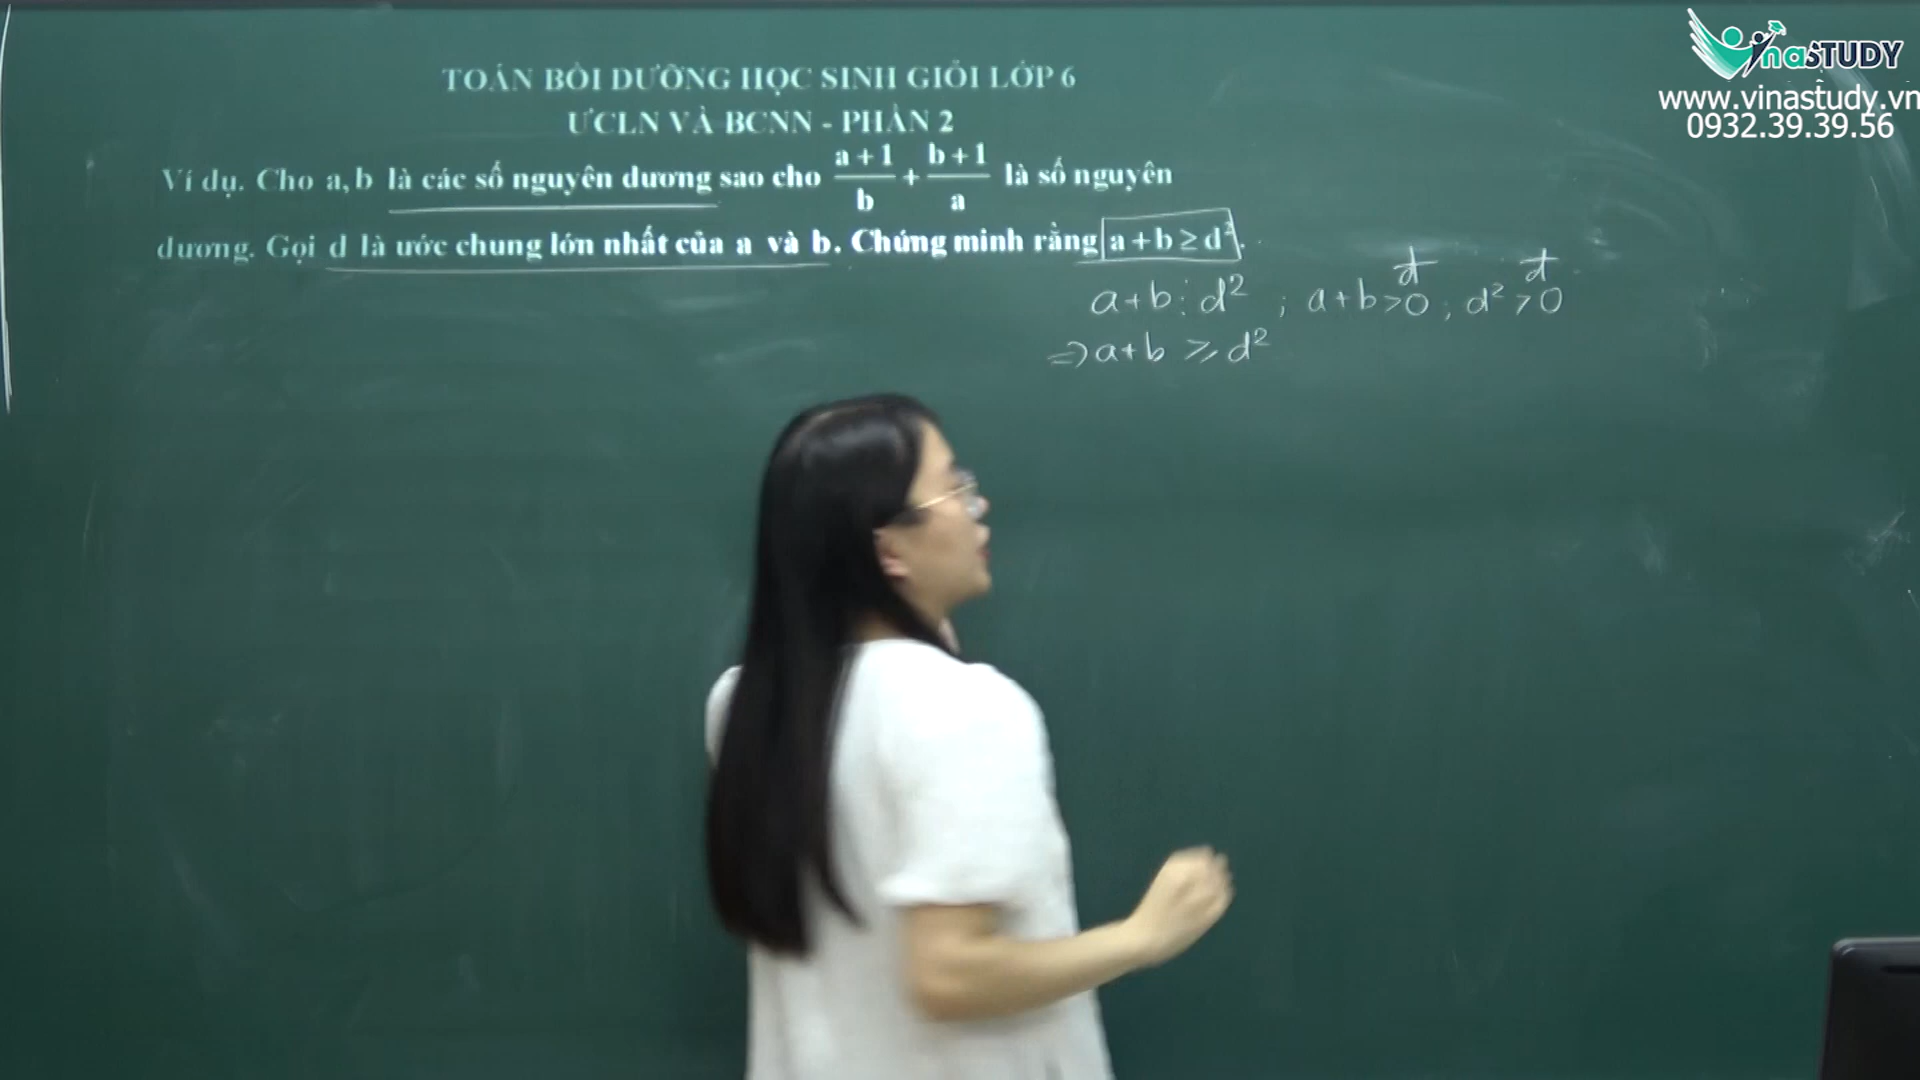 VinaSTUDY
www.vinastudy.vn
0932.39.39.56
TOÁN BỒI DƯỠNG HỌC SINH GIỎI LỚP 6
ƯCLN VÀ BCNN - PHẦN 2
Ví dụ. Cho a, b là các số nguyên dương sao cho (a+1)/b + (b+1)/a là số nguyên
dương. Gọi d là ước chung lớn nhất của a và b. Chứng minh rằng a + b ≥ d².
đ đ
a+b ⋮ d² ; a+b>0 ; d²>0
⇒ a+b ≥ d²